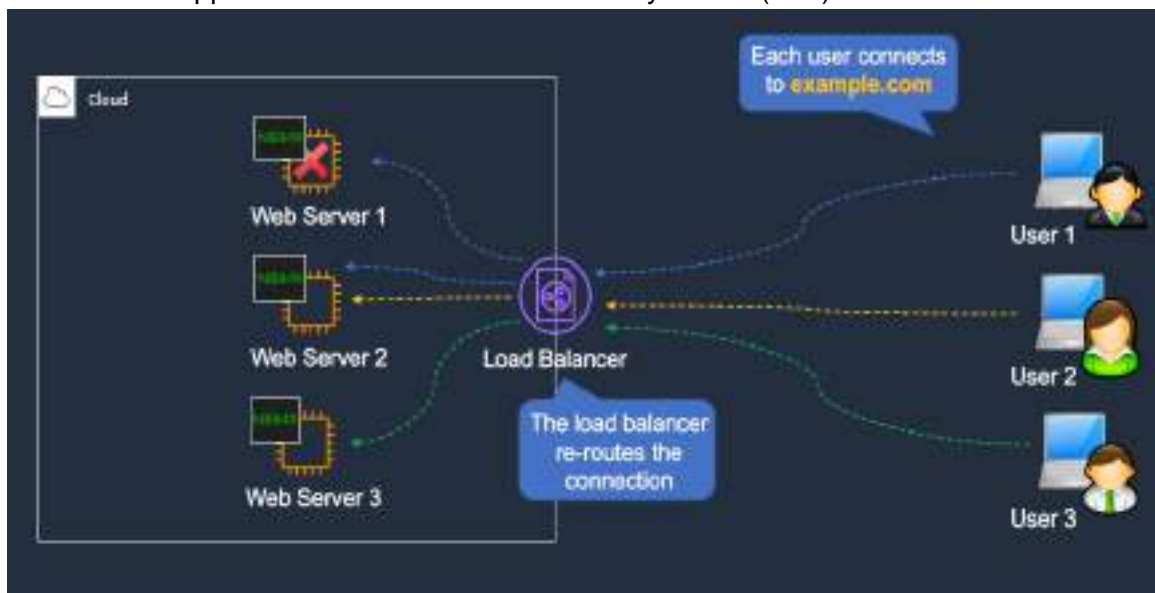 Each user connects
to example.com
Cloud
Web Server 1
User 1
Web Server 2
Load Balancer
User 2
The load balancer
re-routes the
connection
Web Server 3
User 3